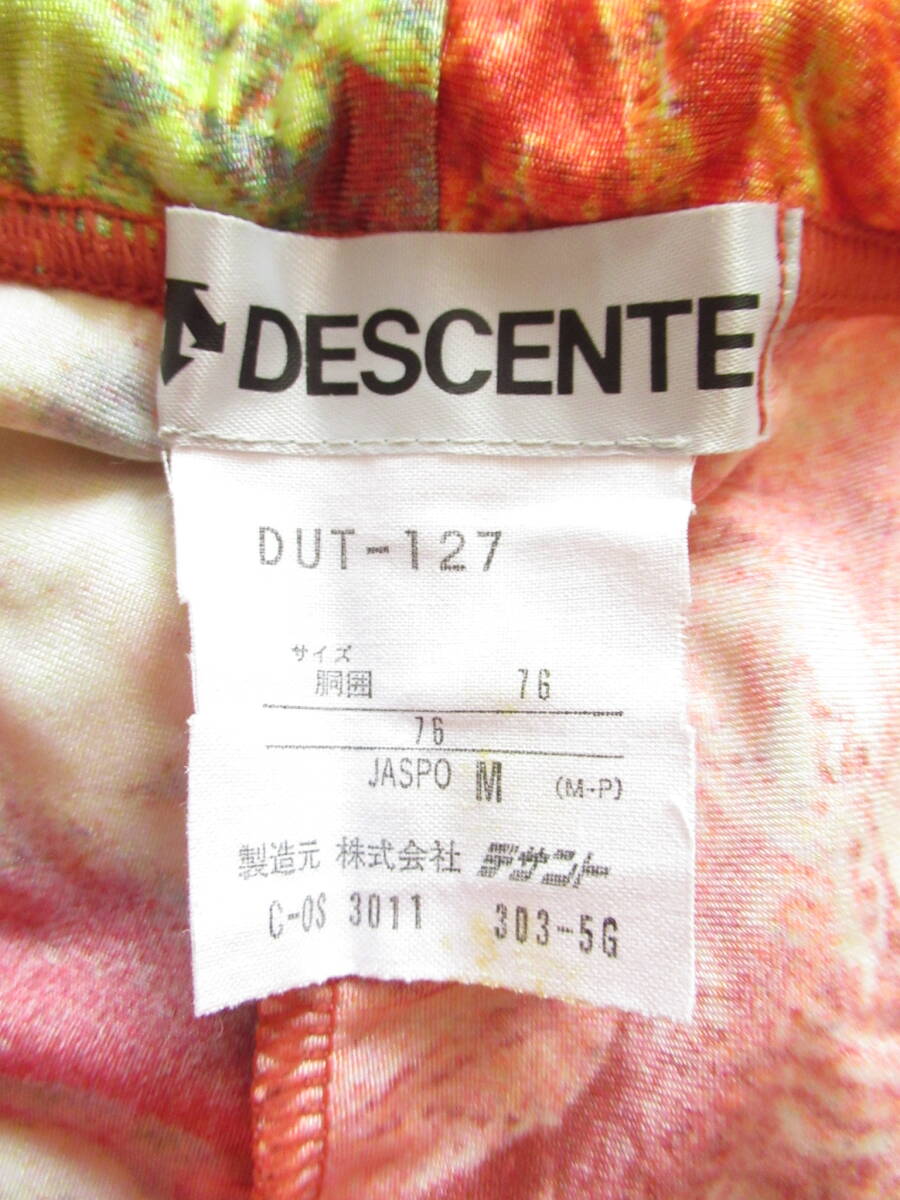 DESCENTE
DUT-127
サイズ
胴囲 76
76
JASPO M (M-P)
製造元 株式会社 デサント
C-OS 3011 303-5G